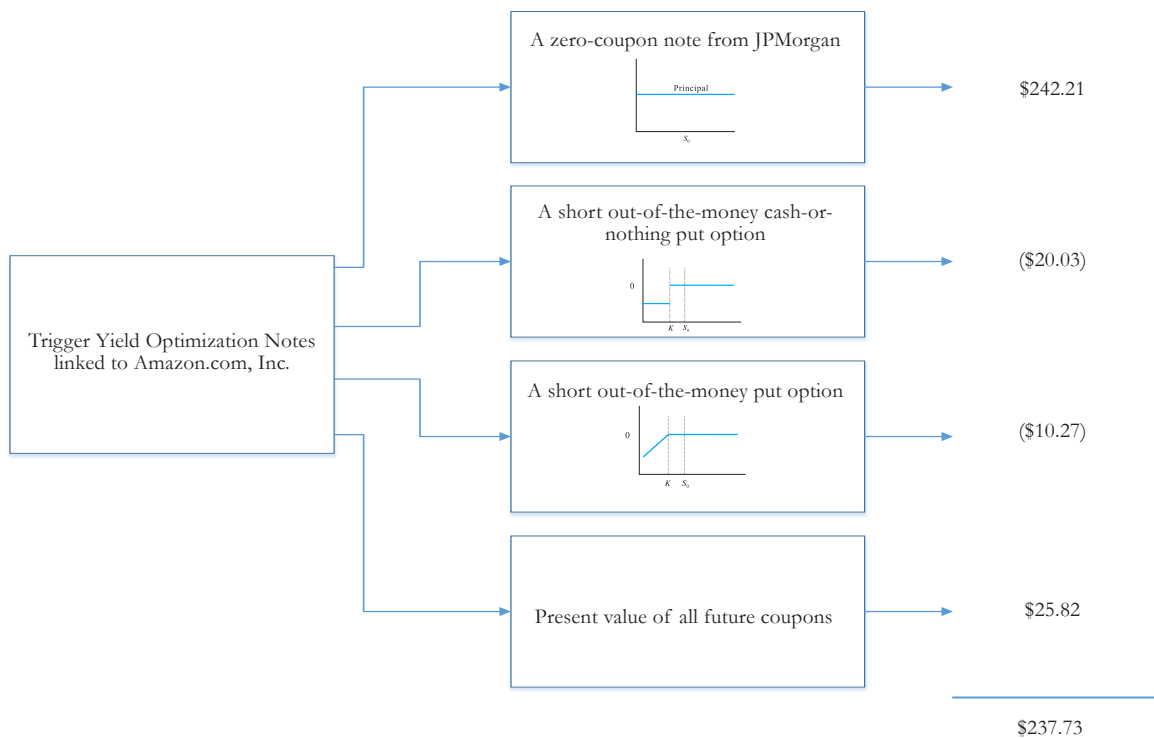 A zero-coupon note from JPMorgan
Principal
S₀
$242.21
A short out-of-the-money cash-or-
nothing put option
0
K S₀
($20.03)
Trigger Yield Optimization Notes
linked to Amazon.com, Inc.
A short out-of-the-money put option
0
K S₀
($10.27)
Present value of all future coupons
$25.82
$237.73